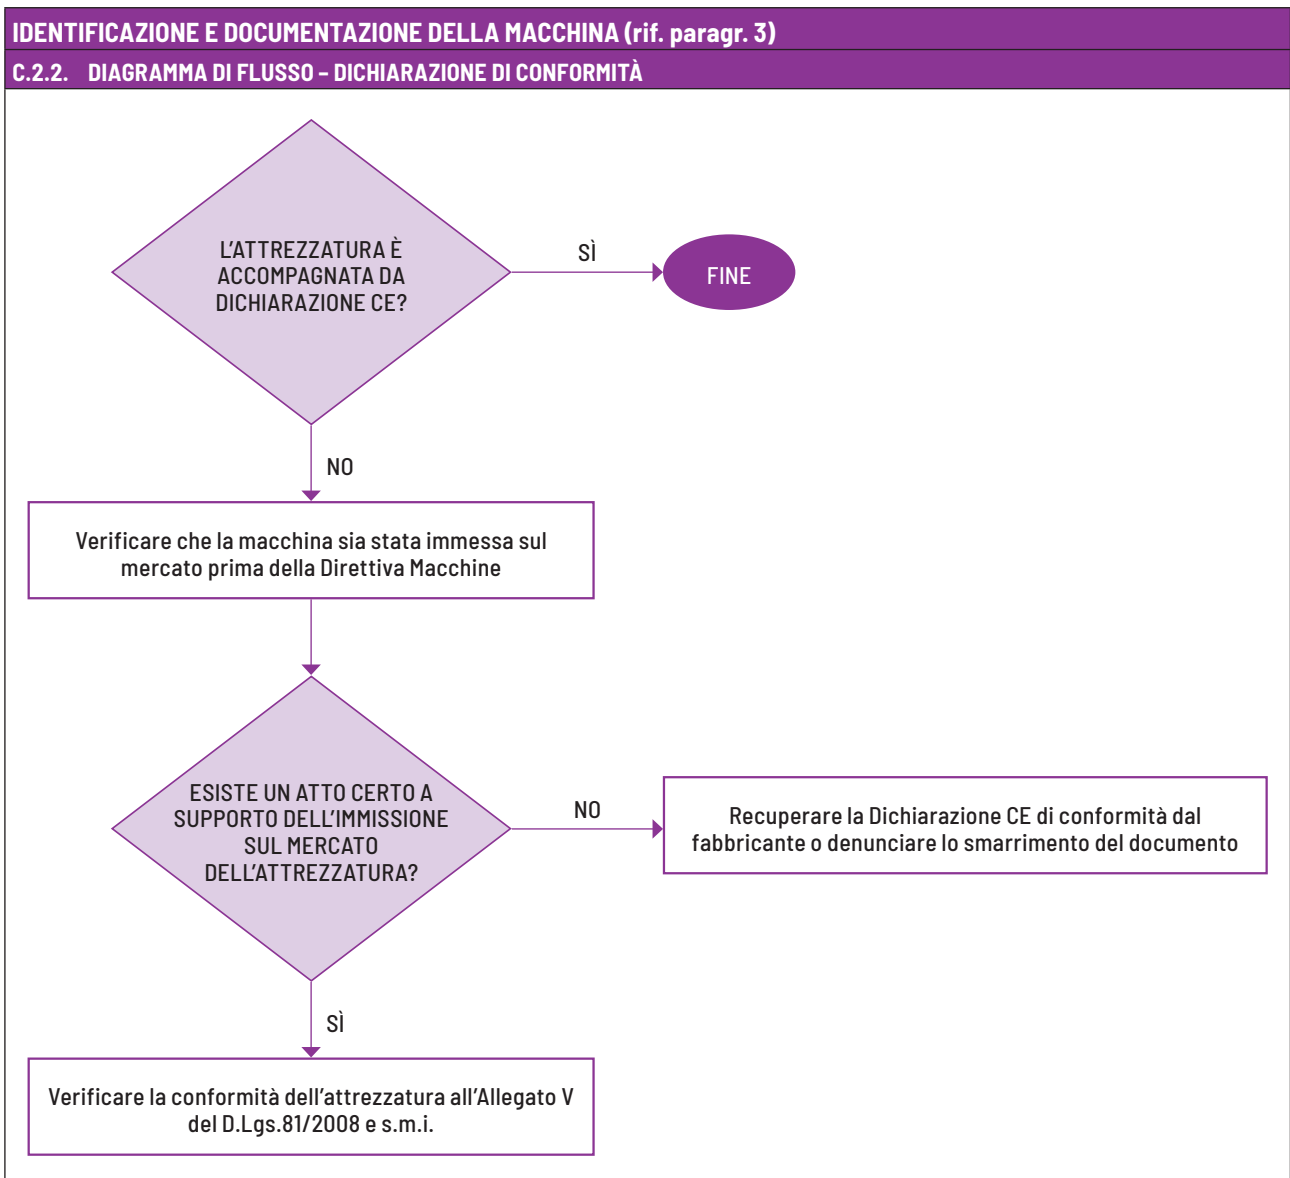 IDENTIFICAZIONE E DOCUMENTAZIONE DELLA MACCHINA (rif. paragr. 3)
C.2.2. DIAGRAMMA DI FLUSSO – DICHIARAZIONE DI CONFORMITÀ
L'ATTREZZATURA È
ACCOMPAGNATA DA
DICHIARAZIONE CE?
SÌ
FINE
NO
Verificare che la macchina sia stata immessa sul
mercato prima della Direttiva Macchine
ESISTE UN ATTO CERTO A
SUPPORTO DELL'IMMISSIONE
SUL MERCATO
DELL'ATTREZZATURA?
NO
Recuperare la Dichiarazione CE di conformità dal
fabbricante o denunciare lo smarrimento del documento
SÌ
Verificare la conformità dell'attrezzatura all'Allegato V
del D.Lgs.81/2008 e s.m.i.